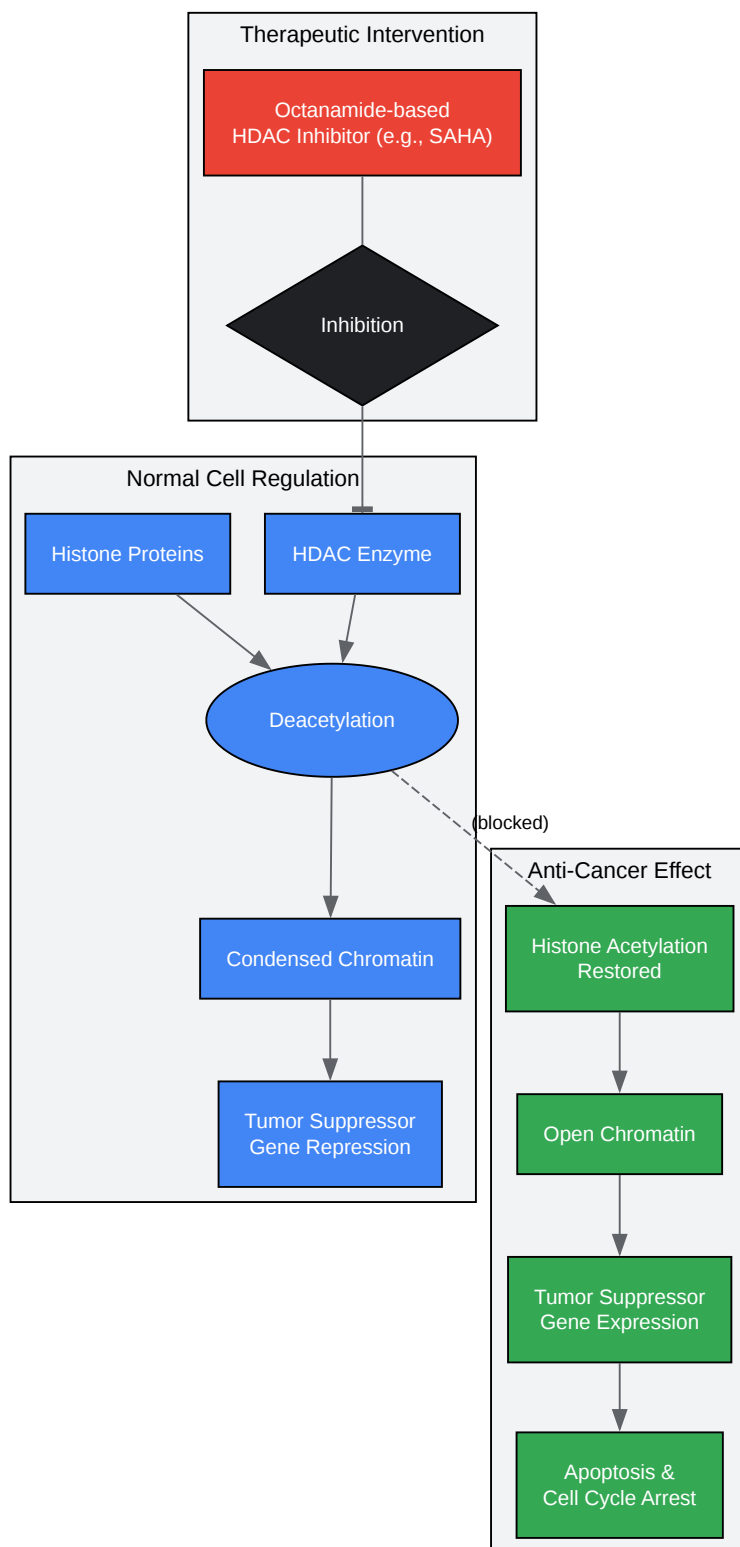 Therapeutic Intervention
Octanamide-based
HDAC Inhibitor (e.g., SAHA)
Inhibition
Normal Cell Regulation
Histone Proteins
HDAC Enzyme
Deacetylation
(blocked)
Condensed Chromatin
Tumor Suppressor
Gene Repression
Anti-Cancer Effect
Histone Acetylation
Restored
Open Chromatin
Tumor Suppressor
Gene Expression
Apoptosis &
Cell Cycle Arrest